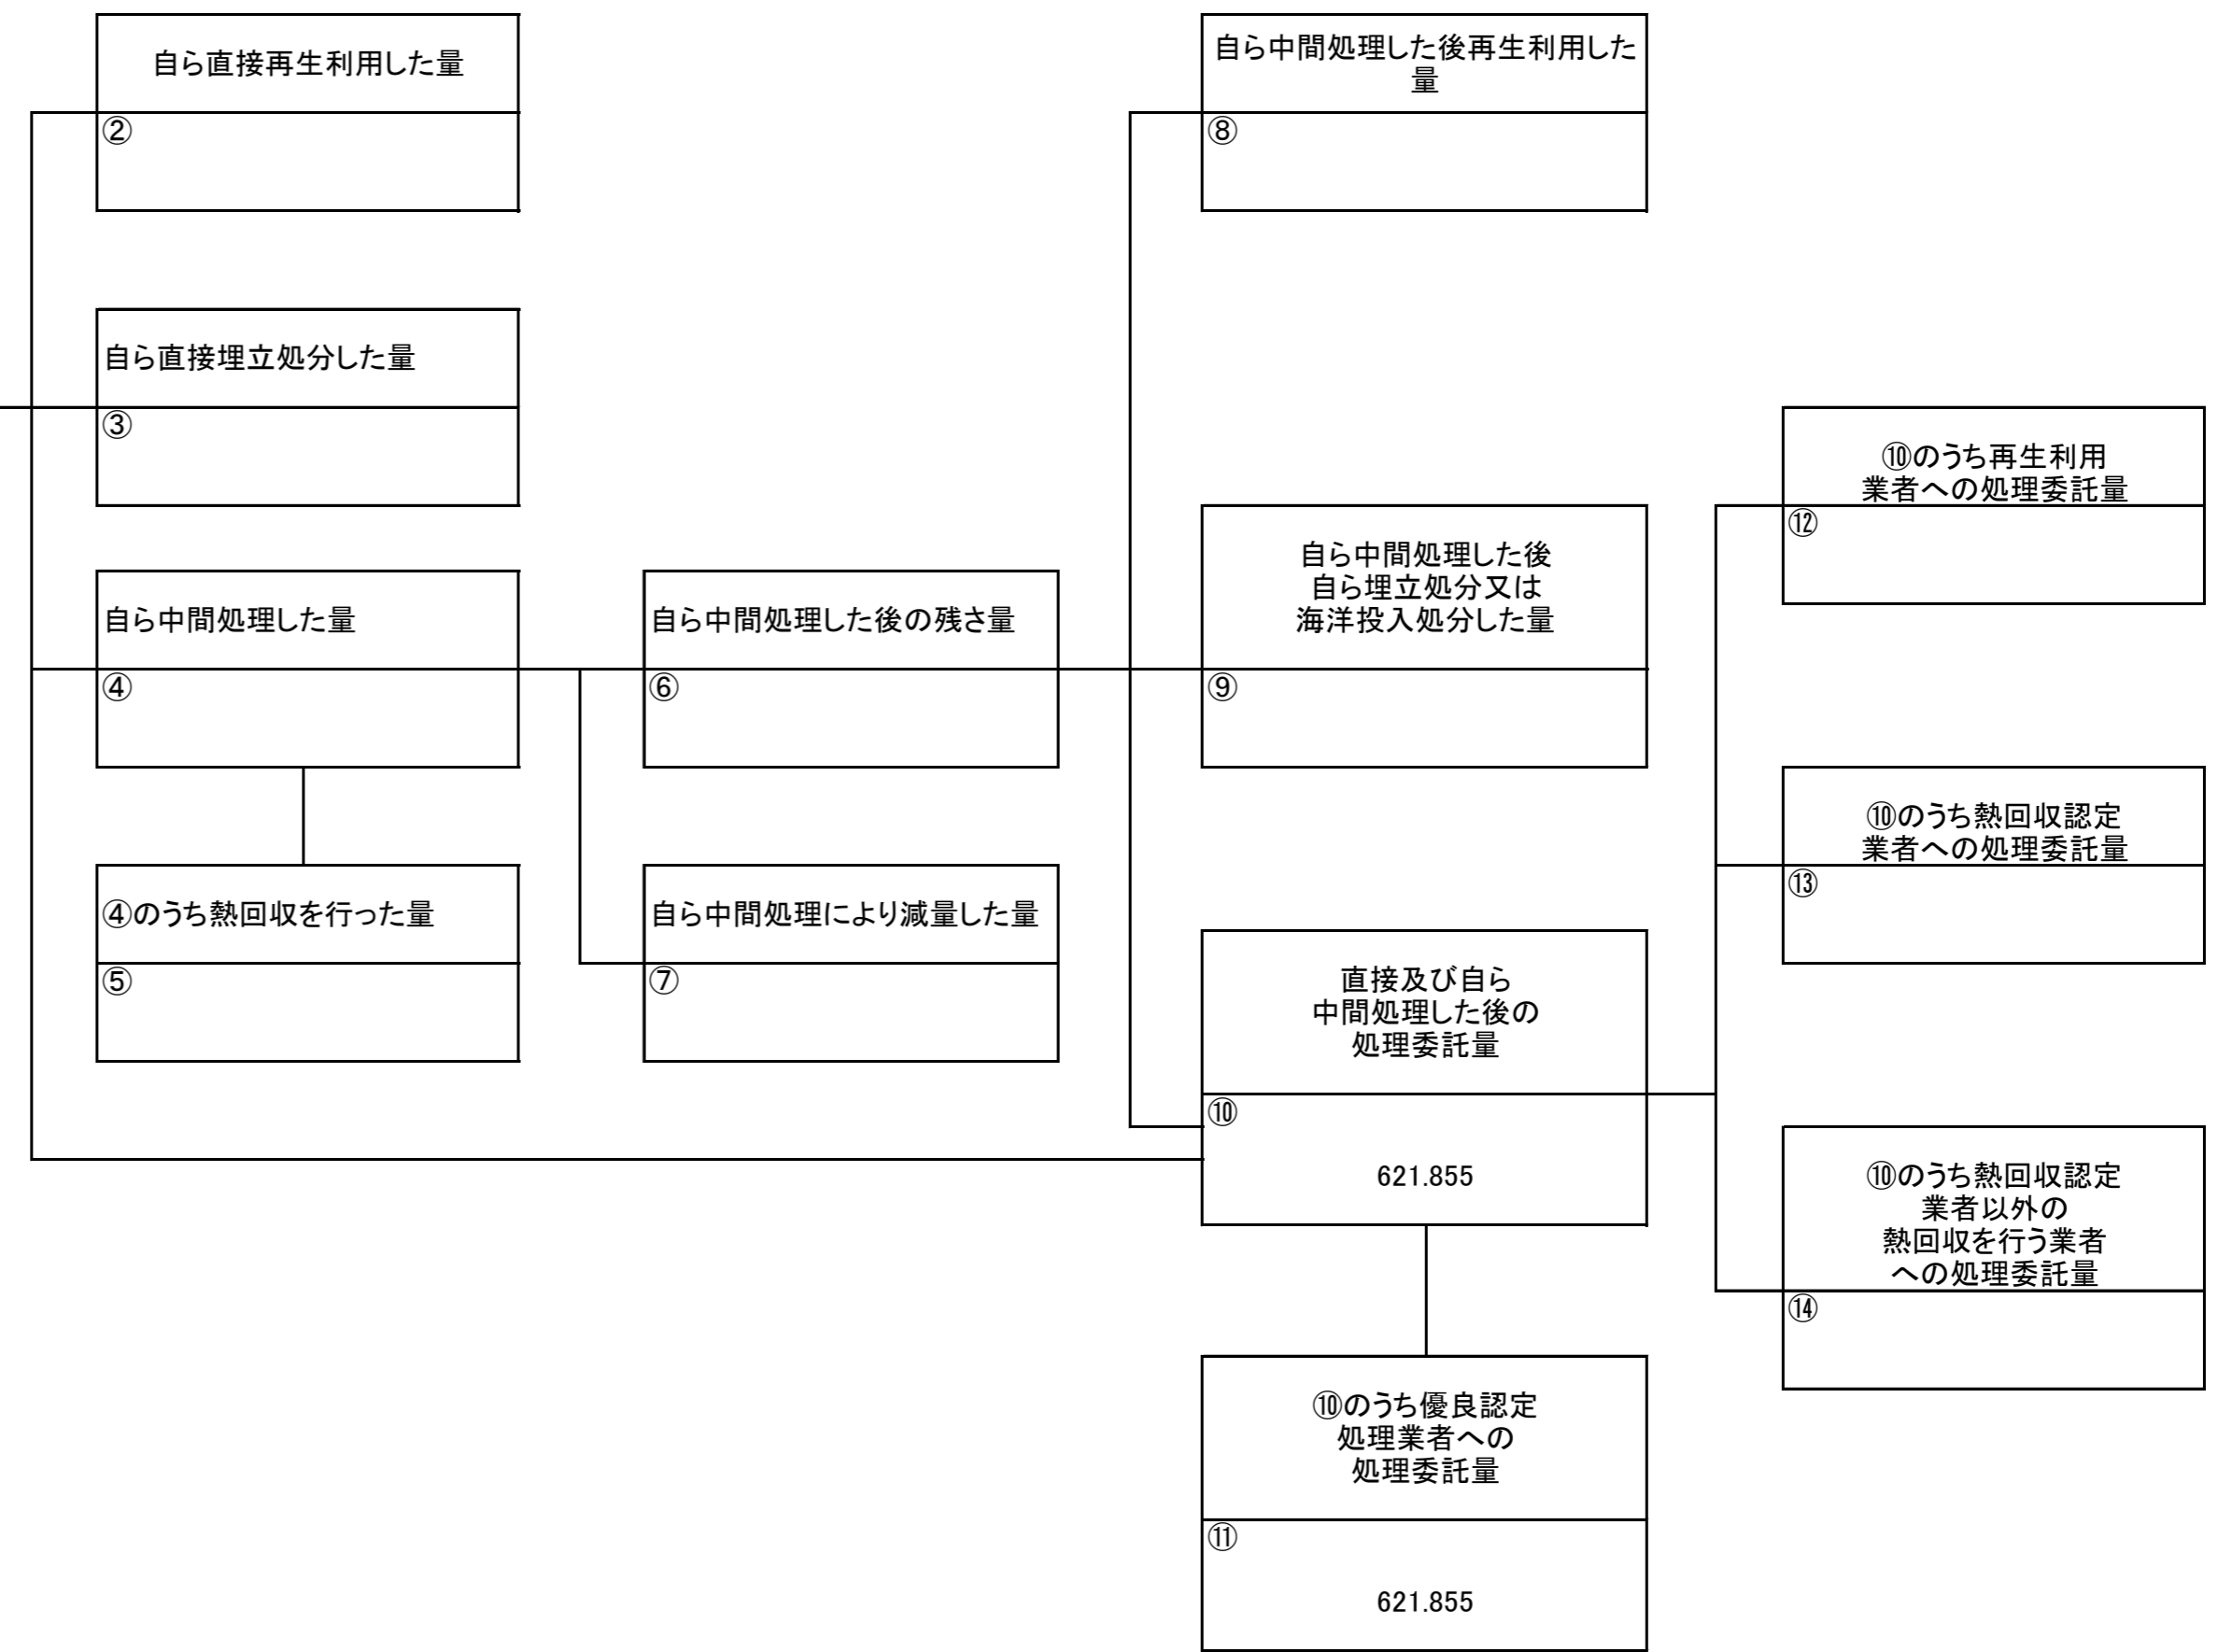 自ら直接再生利用した量
②
自ら中間処理した後再生利用した
量
⑧
自ら直接埋立処分した量
③
⑩のうち再生利用
業者への処理委託量
⑫
自ら中間処理した量
④
自ら中間処理した後の残さ量
⑥
自ら中間処理した後
自ら埋立処分又は
海洋投入処分した量
⑨
⑩のうち熱回収認定
業者への処理委託量
⑬
④のうち熱回収を行った量
⑤
自ら中間処理により減量した量
⑦
直接及び自ら
中間処理した後の
処理委託量
⑩
621.855
⑩のうち熱回収認定
業者以外の
熱回収を行う業者
への処理委託量
⑭
⑩のうち優良認定
処理業者への
処理委託量
⑪
621.855